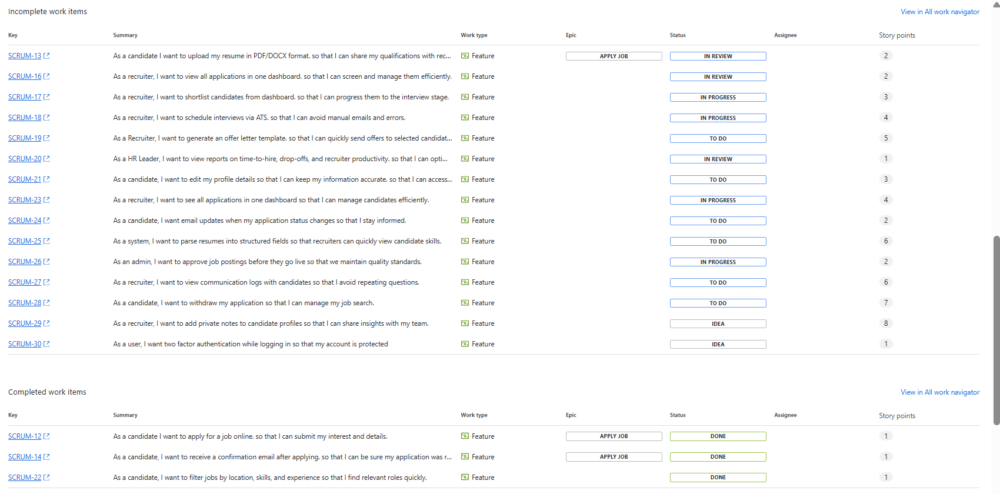 Incomplete work items View in All work navigator
Key Summary Work type Epic Status Assignee Story points
SCRUM-13 As a candidate I want to upload my resume in PDF/DOCX format. so that I can share my qualifications with rec... Feature APPLY JOB IN REVIEW 2
SCRUM-16 As a recruiter, I want to view all applications in one dashboard. so that I can screen and manage them efficiently. Feature IN REVIEW 2
SCRUM-17 As a recruiter, I want to shortlist candidates from dashboard. so that I can progress them to the interview stage. Feature IN PROGRESS 3
SCRUM-18 As a recruiter, I want to schedule interviews via ATS. so that I can avoid manual emails and errors. Feature IN PROGRESS 4
SCRUM-19 As a Recruiter, I want to generate an offer letter template. so that I can quickly send offers to selected candidat... Feature TO DO 5
SCRUM-20 As a HR Leader, I want to view reports on time-to-hire, drop-offs, and recruiter productivity. so that I can opti... Feature IN REVIEW 1
SCRUM-21 As a candidate, I want to edit my profile details so that I can keep my information accurate. so that I can access... Feature TO DO 3
SCRUM-23 As a recruiter, I want to see all applications in one dashboard so that I can manage candidates efficiently. Feature IN PROGRESS 4
SCRUM-24 As a candidate, I want email updates when my application status changes so that I stay informed. Feature TO DO 2
SCRUM-25 As a system, I want to parse resumes into structured fields so that recruiters can quickly view candidate skills. Feature TO DO 6
SCRUM-26 As an admin, I want to approve job postings before they go live so that we maintain quality standards. Feature IN PROGRESS 2
SCRUM-27 As a recruiter, I want to view communication logs with candidates so that I avoid repeating questions. Feature TO DO 6
SCRUM-28 As a candidate, I want to withdraw my application so that I can manage my job search. Feature TO DO 7
SCRUM-29 As a recruiter, I want to add private notes to candidate profiles so that I can share insights with my team. Feature IDEA 8
SCRUM-30 As a user, I want two factor authentication while logging in so that my account is protected Feature IDEA 1
Completed work items View in All work navigator
Key Summary Work type Epic Status Assignee Story points
SCRUM-12 As a candidate I want to apply for a job online. so that I can submit my interest and details. Feature APPLY JOB DONE 1
SCRUM-14 As a candidate, I want to receive a confirmation email after applying. so that I can be sure my application was r... Feature APPLY JOB DONE 1
SCRUM-22 As a candidate, I want to filter jobs by location, skills, and experience so that I find relevant roles quickly. Feature DONE 1